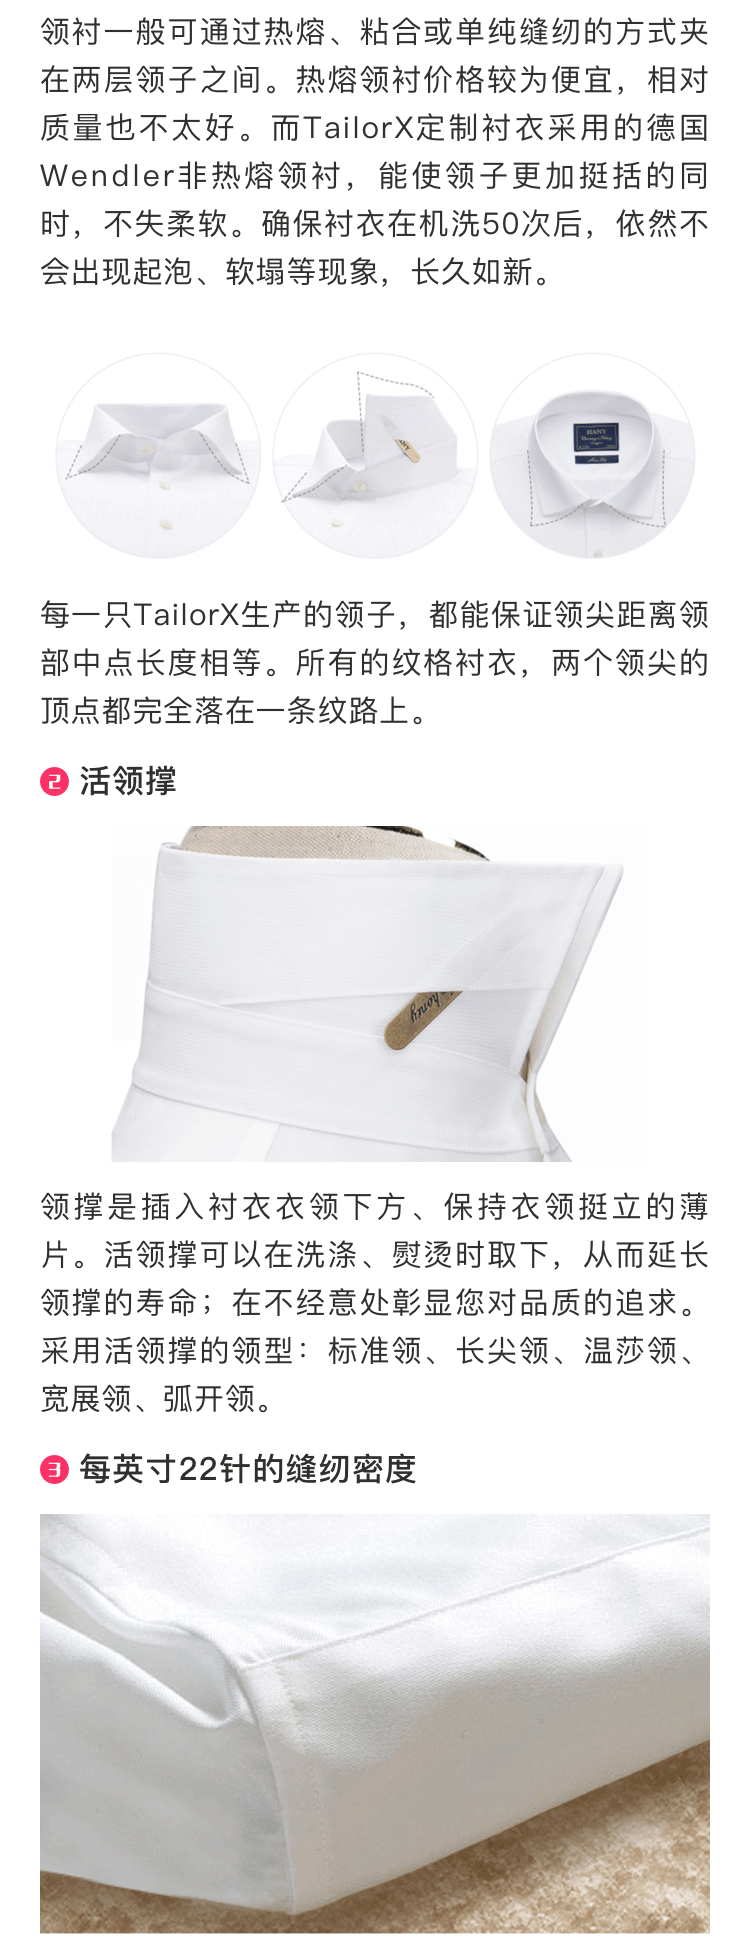 领衬一般可通过热熔、粘合或单纯缝纫的方式夹
在两层领子之间。热熔领衬价格较为便宜，相对
质量也不太好。而TailorX定制衬衣采用的德国
Wendler非热熔领衬，能使领子更加挺括的同
时，不失柔软。确保衬衣在机洗50次后，依然不
会出现起泡、软塌等现象，长久如新。
HANY
每一只TailorX生产的领子，都能保证领尖距离领
部中点长度相等。所有的纹格衬衣，两个领尖的
顶点都完全落在一条纹路上。
2 活领撑
领撑是插入衬衣衣领下方、保持衣领挺立的薄
片。活领撑可以在洗涤、熨烫时取下，从而延长
领撑的寿命；在不经意处彰显您对品质的追求。
采用活领撑的领型：标准领、长尖领、温莎领、
宽展领、弧开领。
3 每英寸22针的缝纫密度